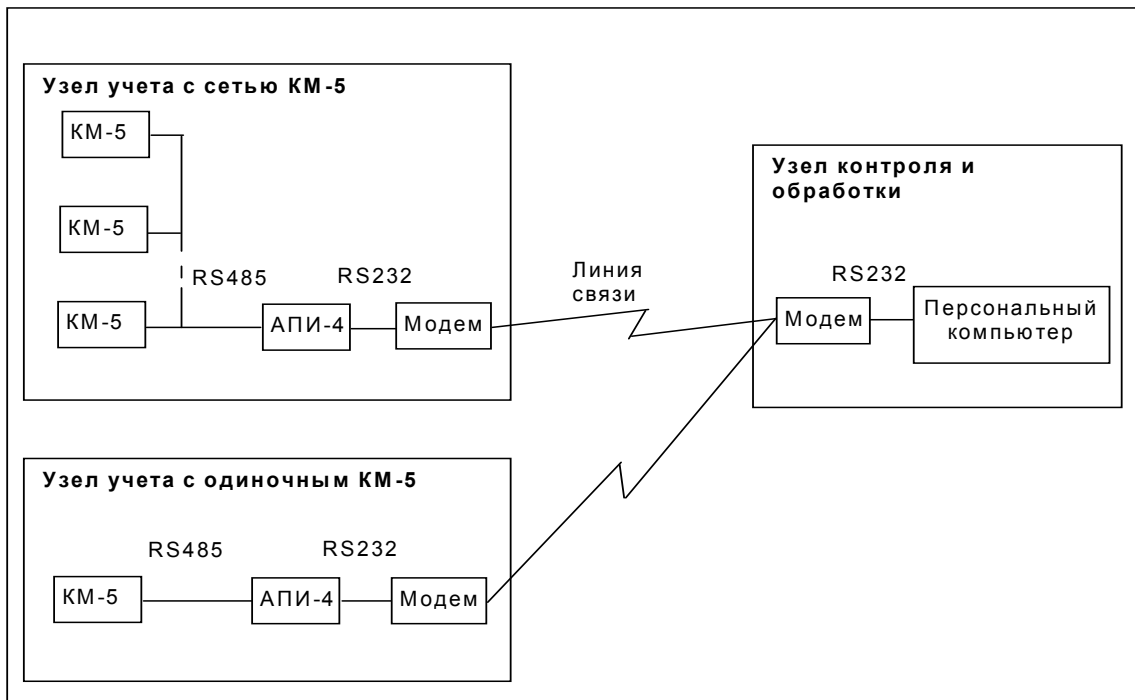 Узел учета с сетью КМ-5
КМ-5
КМ-5
RS485
RS232
КМ-5
АПИ-4
Модем
Линия
связи
Узел контроля и
обработки
RS232
Модем
Персональный
компьютер
Узел учета с одиночным КМ-5
RS485
RS232
КМ-5
АПИ-4
Модем